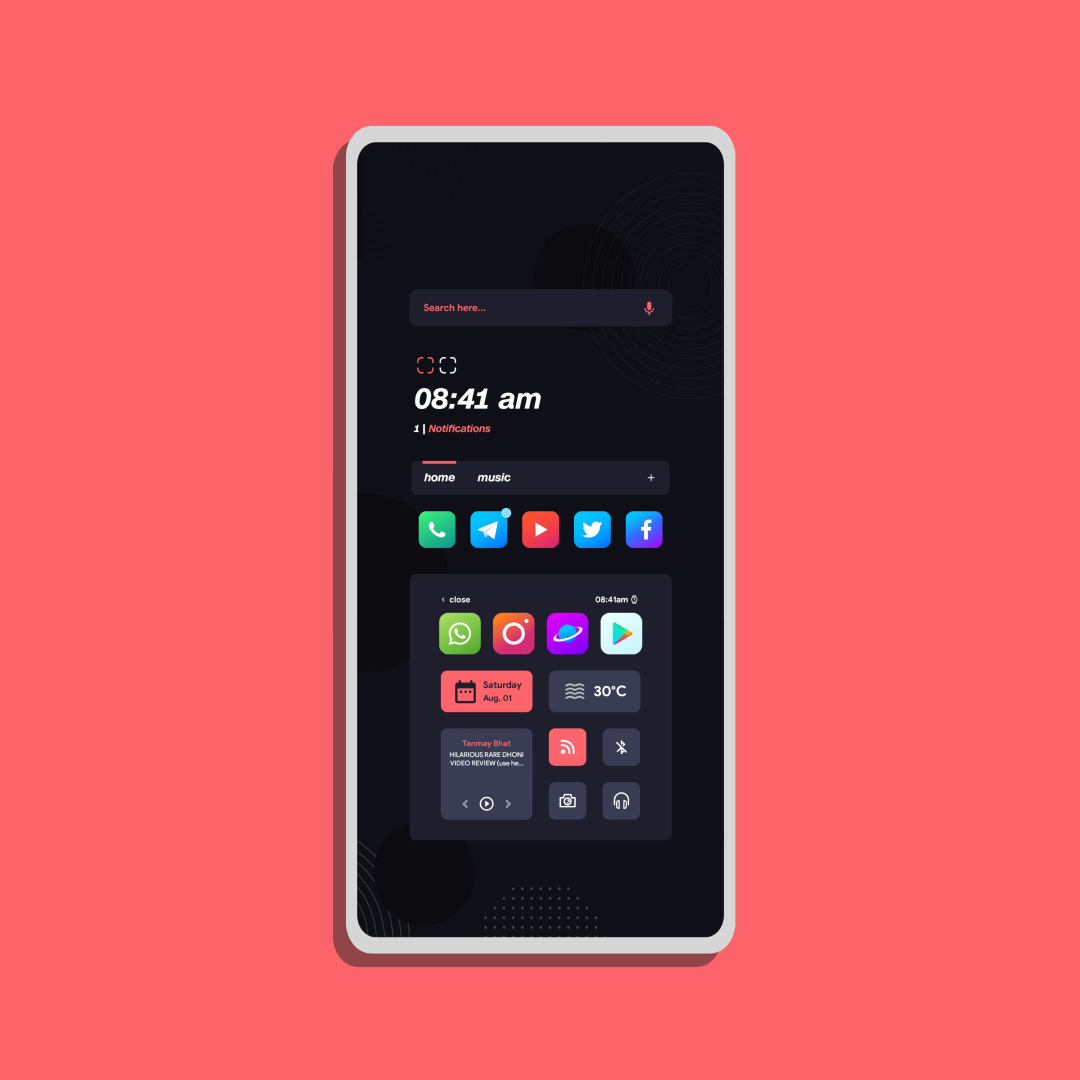 Search here...
08:41 am
1 | Notifications
home music +
‹ close 08:41am
Saturday
Aug, 01
30°C
Tanmay Bhat
HILARIOUS RARE DHONI
VIDEO REVIEW (use he...